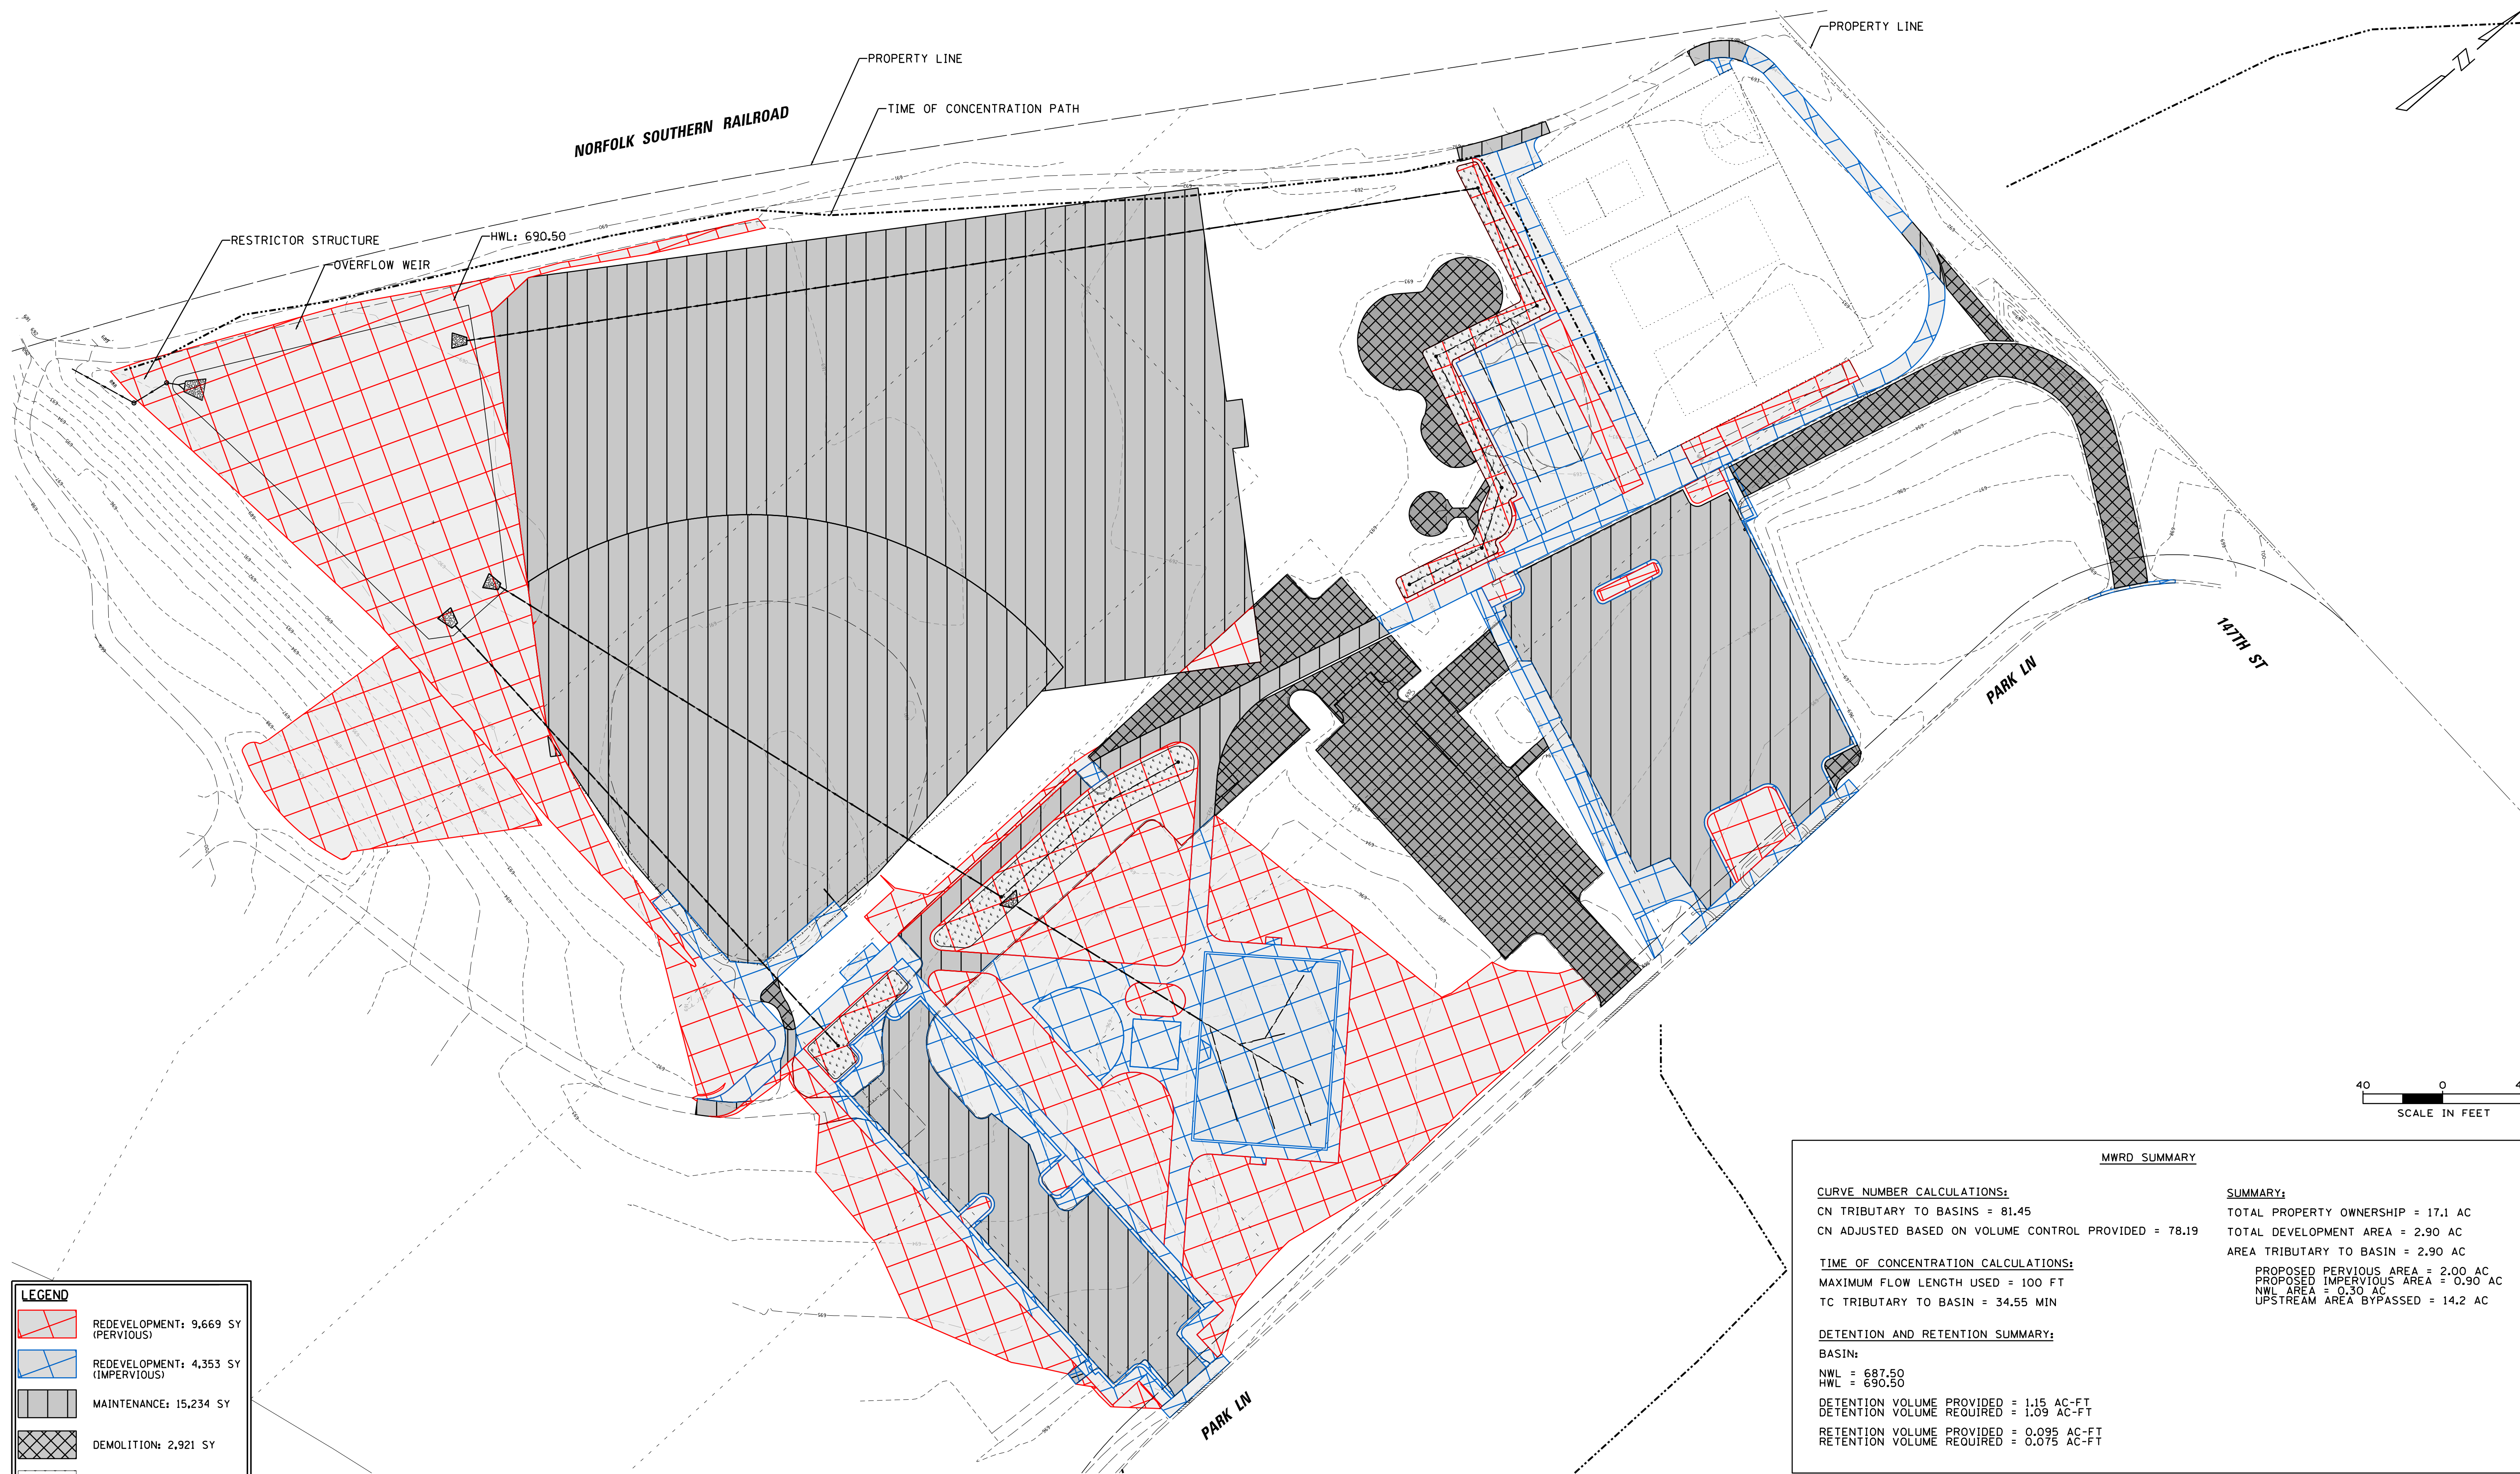 PROPERTY LINE
PROPERTY LINE
TIME OF CONCENTRATION PATH
NORFOLK SOUTHERN RAILROAD
RESTRICTOR STRUCTURE
HWL: 690.50
OVERFLOW WEIR
147TH ST
PARK LN
PARK LN
40 0
SCALE IN FEET
LEGEND
REDEVELOPMENT: 9,669 SY
(PERVIOUS)
REDEVELOPMENT: 4,353 SY
(IMPERVIOUS)
MAINTENANCE: 15,234 SY
DEMOLITION: 2,921 SY
MWRD SUMMARY
CURVE NUMBER CALCULATIONS:
CN TRIBUTARY TO BASINS = 81.45
CN ADJUSTED BASED ON VOLUME CONTROL PROVIDED = 78.19
TIME OF CONCENTRATION CALCULATIONS:
MAXIMUM FLOW LENGTH USED = 100 FT
TC TRIBUTARY TO BASIN = 34.55 MIN
DETENTION AND RETENTION SUMMARY:
BASIN:
NWL = 687.50
HWL = 690.50
DETENTION VOLUME PROVIDED = 1.15 AC-FT
DETENTION VOLUME REQUIRED = 1.09 AC-FT
RETENTION VOLUME PROVIDED = 0.095 AC-FT
RETENTION VOLUME REQUIRED = 0.075 AC-FT
SUMMARY:
TOTAL PROPERTY OWNERSHIP = 17.1 AC
TOTAL DEVELOPMENT AREA = 2.90 AC
AREA TRIBUTARY TO BASIN = 2.90 AC
PROPOSED PERVIOUS AREA = 2.00 AC
PROPOSED IMPERVIOUS AREA = 0.90 AC
NWL AREA = 0.30 AC
UPSTREAM AREA BYPASSED = 14.2 AC